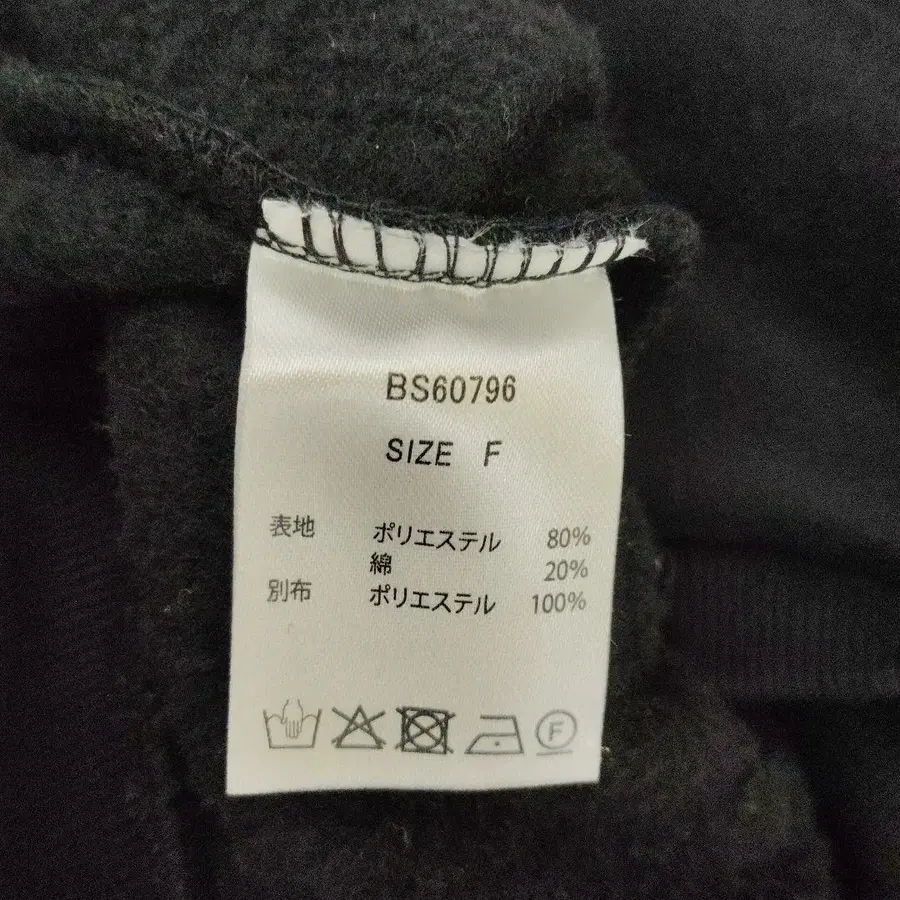 BS60796
SIZE F
表地 ポリエステル 80%
綿 20%
別布 ポリエステル 100%
F